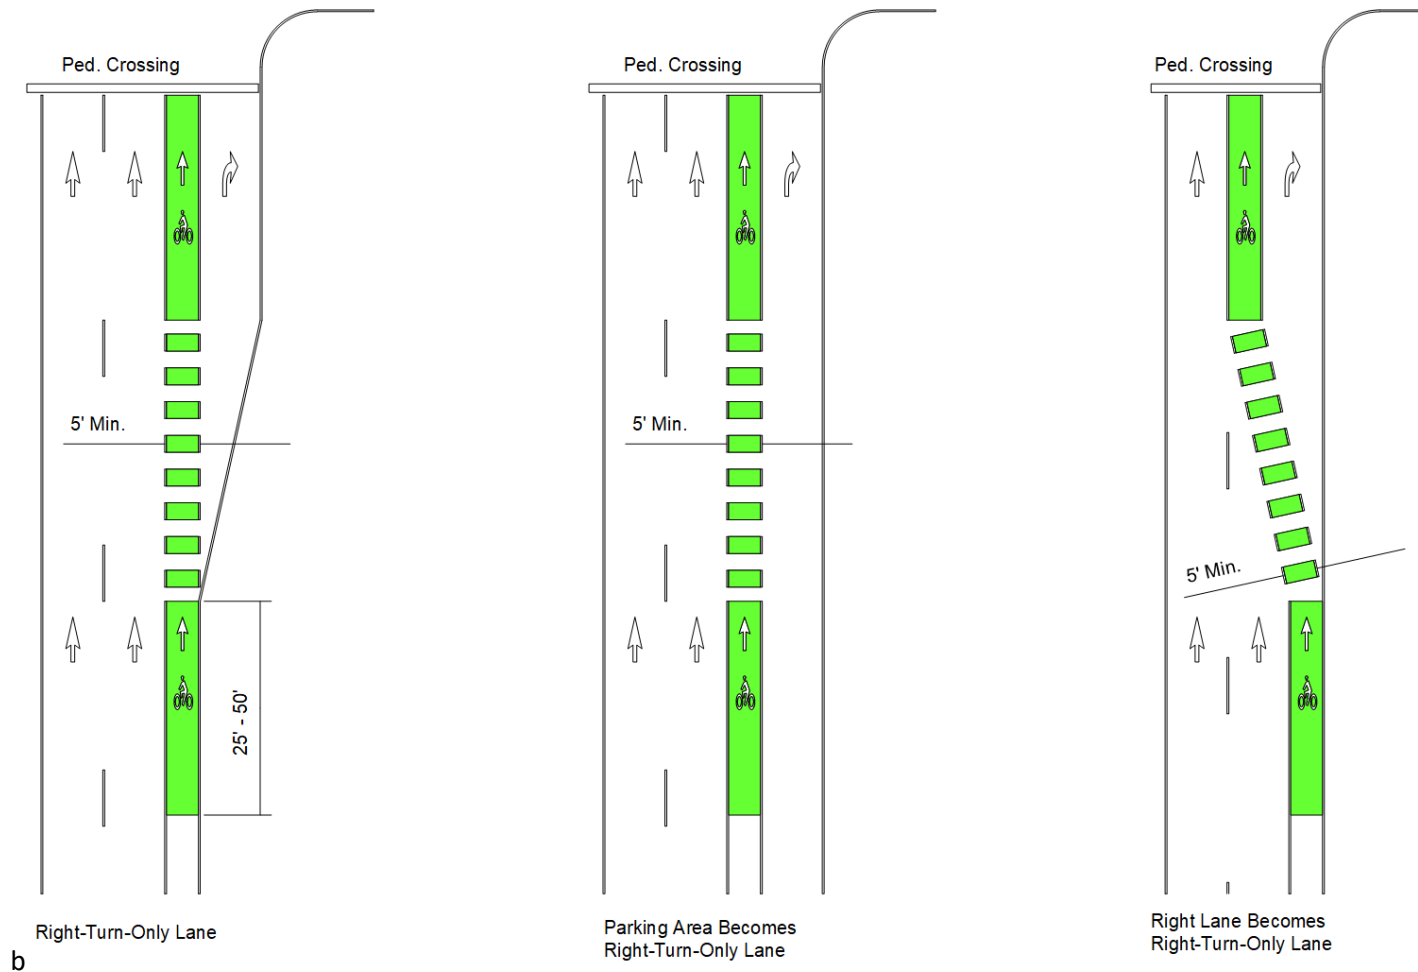 Ped. Crossing
5' Min.
25' - 50'
Right-Turn-Only Lane
Ped. Crossing
5' Min.
Parking Area Becomes
Right-Turn-Only Lane
Ped. Crossing
5' Min.
Right Lane Becomes
Right-Turn-Only Lane
b